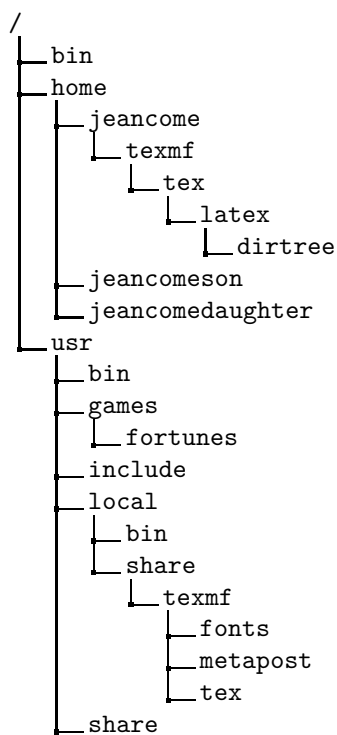 /
bin
home
jeancome
texmf
tex
latex
dirtree
jeancomeson
jeancomedaughter
usr
bin
games
fortunes
include
local
bin
share
texmf
fonts
metapost
tex
share